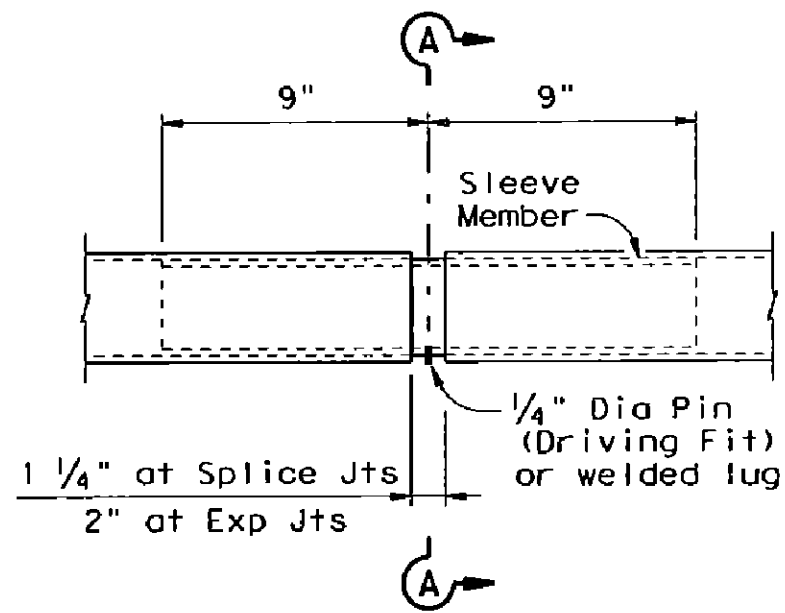 A
9" 9"
Sleeve
Member
1/4" Dia Pin
(Driving Fit)
or welded lug
1 1/4" at Splice Jts
2" at Exp Jts
A